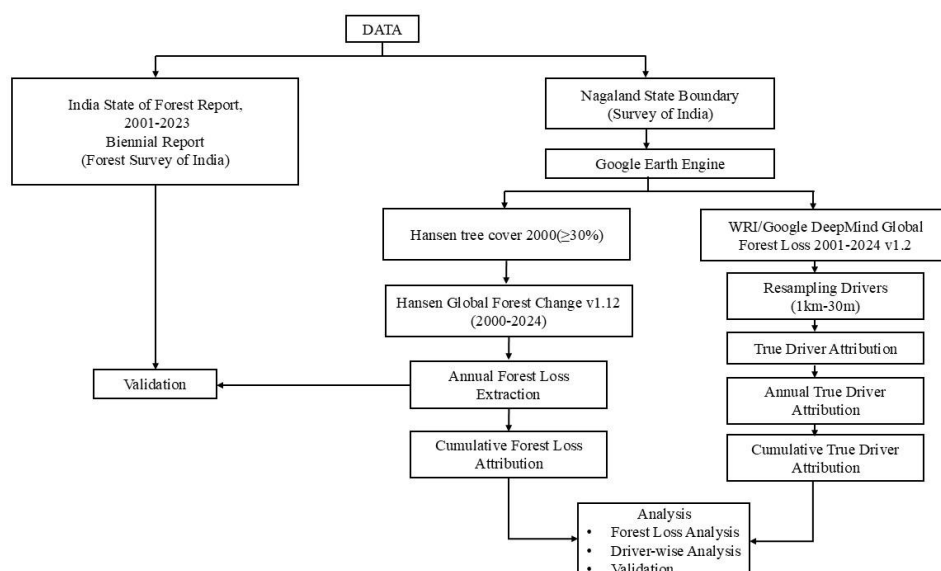 DATA
India State of Forest Report,
2001-2023
Biennial Report
(Forest Survey of India)
Nagaland State Boundary
(Survey of India)
Google Earth Engine
Hansen tree cover 2000(≥30%)
WRI/Google DeepMind Global
Forest Loss 2001-2024 v1.2
Hansen Global Forest Change v1.12
(2000-2024)
Resampling Drivers
(1km-30m)
True Driver Attribution
Validation
Annual Forest Loss
Extraction
Annual True Driver
Attribution
Cumulative Forest Loss
Attribution
Cumulative True Driver
Attribution
Analysis
• Forest Loss Analysis
• Driver-wise Analysis
• Validation